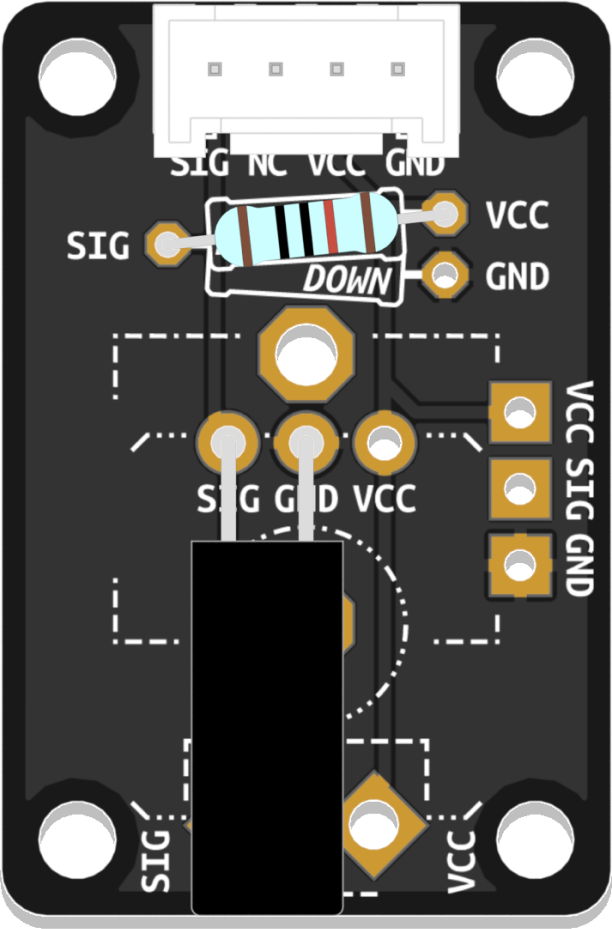 SIG NC VCC GND
SIG
VCC
DOWN
GND
SIG GND VCC
VCC SIG GND
SIG
VCC